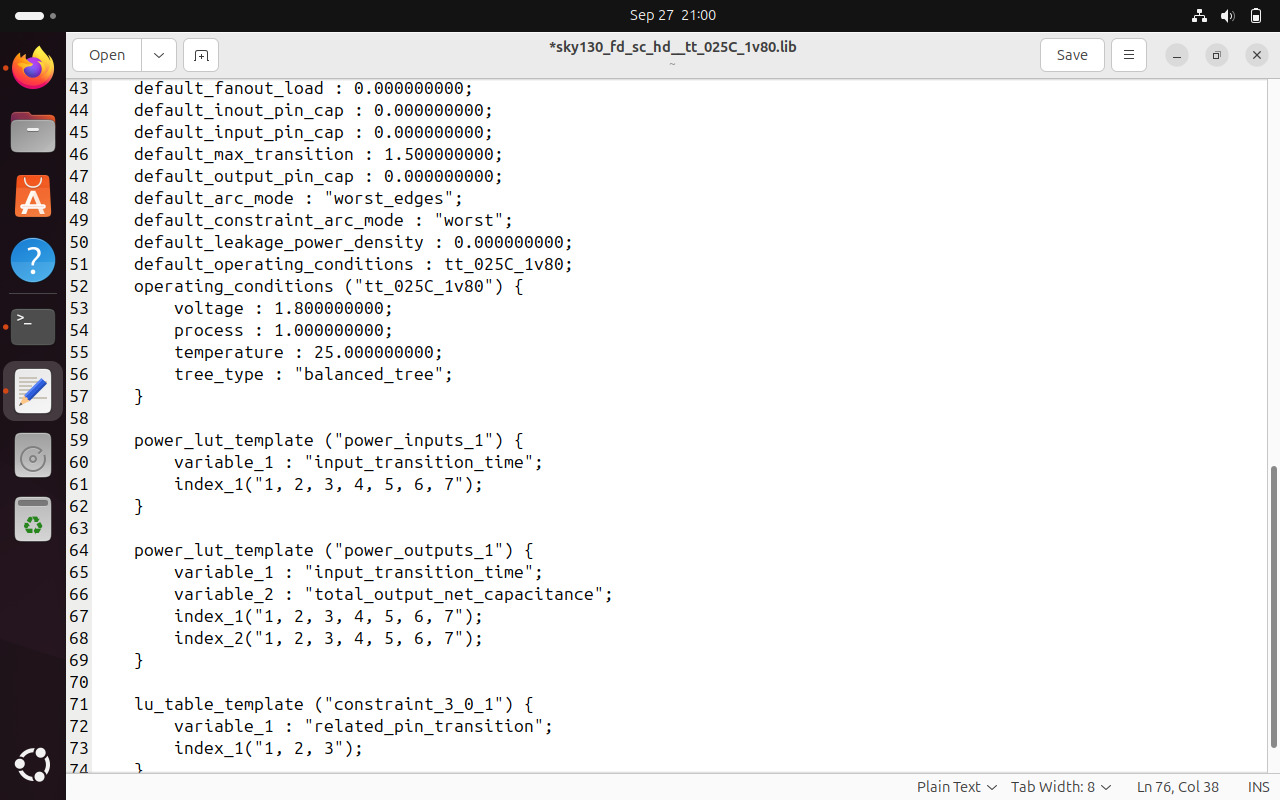 Sep 27 21:00
Open
*sky130_fd_sc_hd__tt_025C_1v80.lib
~
Save
43 default_fanout_load : 0.000000000;
44 default_inout_pin_cap : 0.000000000;
45 default_input_pin_cap : 0.000000000;
46 default_max_transition : 1.500000000;
47 default_output_pin_cap : 0.000000000;
48 default_arc_mode : "worst_edges";
49 default_constraint_arc_mode : "worst";
50 default_leakage_power_density : 0.000000000;
51 default_operating_conditions : tt_025C_1v80;
52 operating_conditions ("tt_025C_1v80") {
53 voltage : 1.800000000;
54 process : 1.000000000;
55 temperature : 25.000000000;
56 tree_type : "balanced_tree";
57 }
58
59 power_lut_template ("power_inputs_1") {
60 variable_1 : "input_transition_time";
61 index_1("1, 2, 3, 4, 5, 6, 7");
62 }
63
64 power_lut_template ("power_outputs_1") {
65 variable_1 : "input_transition_time";
66 variable_2 : "total_output_net_capacitance";
67 index_1("1, 2, 3, 4, 5, 6, 7");
68 index_2("1, 2, 3, 4, 5, 6, 7");
69 }
70
71 lu_table_template ("constraint_3_0_1") {
72 variable_1 : "related_pin_transition";
73 index_1("1, 2, 3");
74 }
Plain Text
Tab Width: 8
Ln 76, Col 38
INS